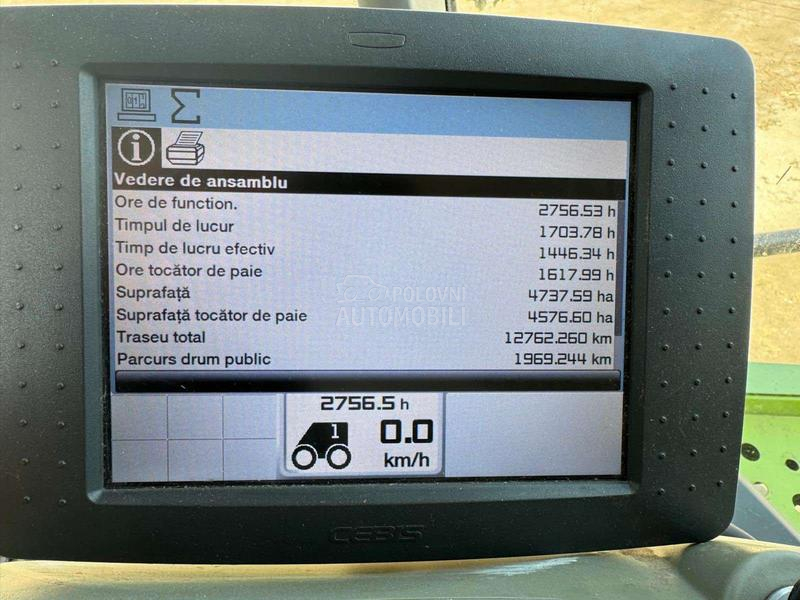 Vedere de ansamblu
Ore de function. 2756.53 h
Timpul de lucur 1703.78 h
Timp de lucru efectiv 1446.34 h
Ore tocător de paie 1617.99 h
Suprafață 4737.59 ha
Suprafață tocător de paie 4576.60 ha
Traseu total 12762.260 km
Parcurs drum public 1969.244 km
POLOVNI
AUTOMOBILI
2756.5 h
1
0.0
km/h
CEBIS